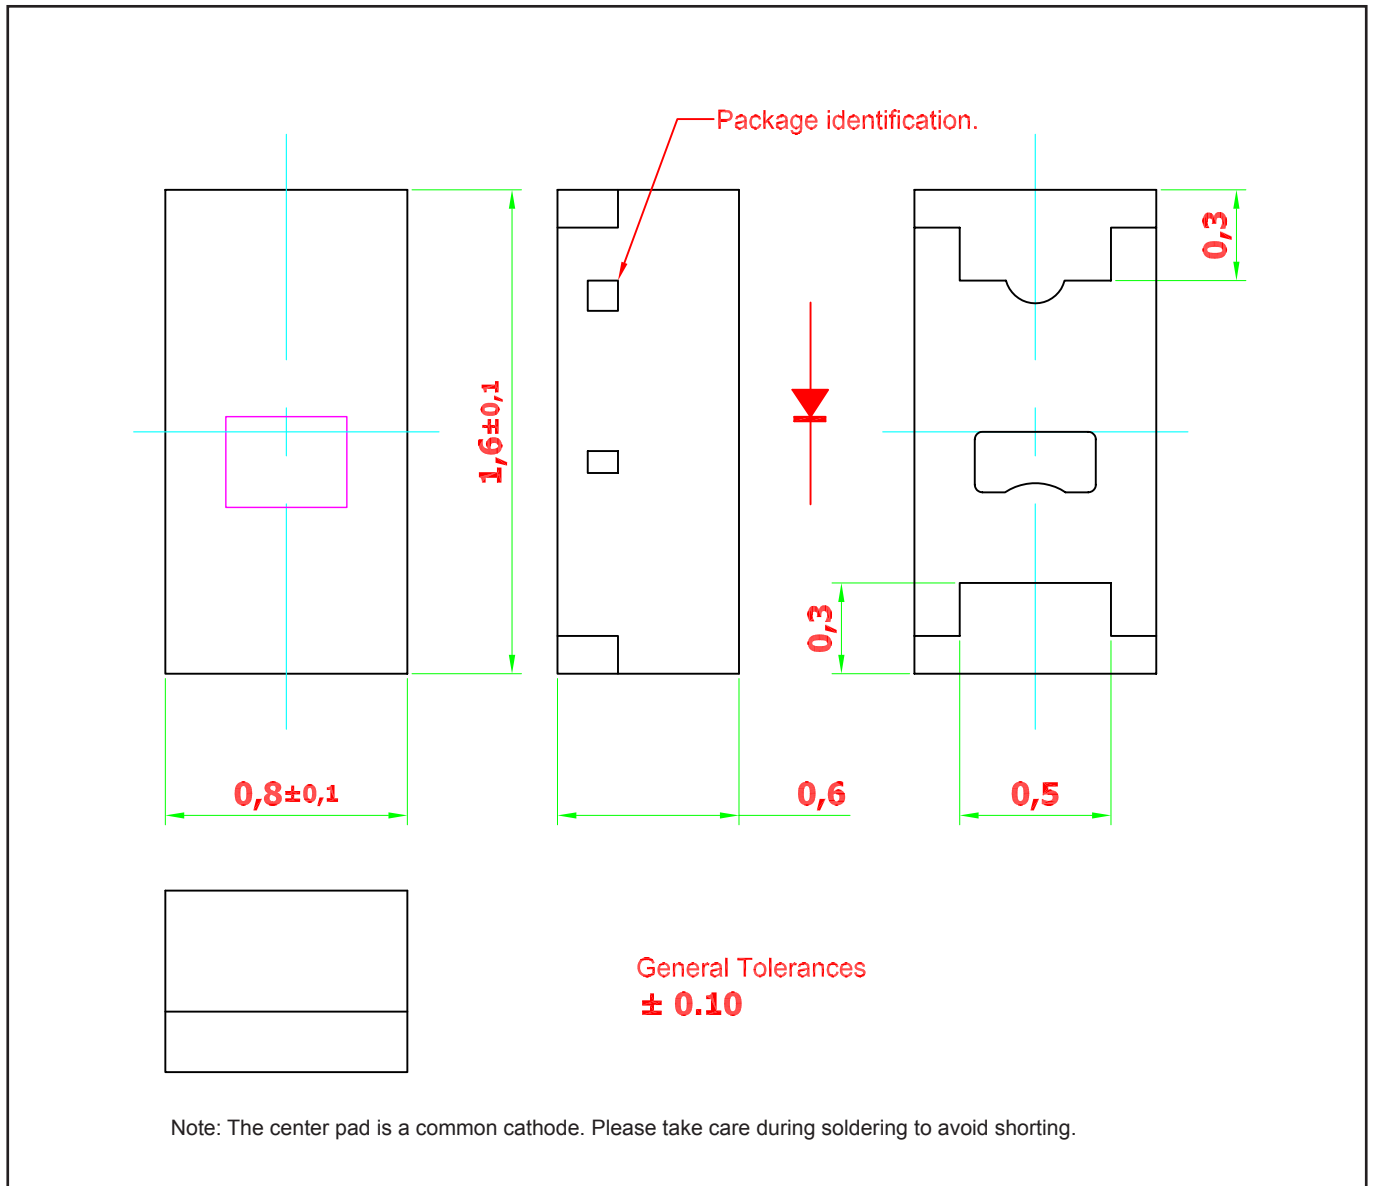 Package identification.
0,3
1,6±0,1
0,3
0,8±0,1
0,6
0,5
General Tolerances
± 0.10
Note: The center pad is a common cathode. Please take care during soldering to avoid shorting.